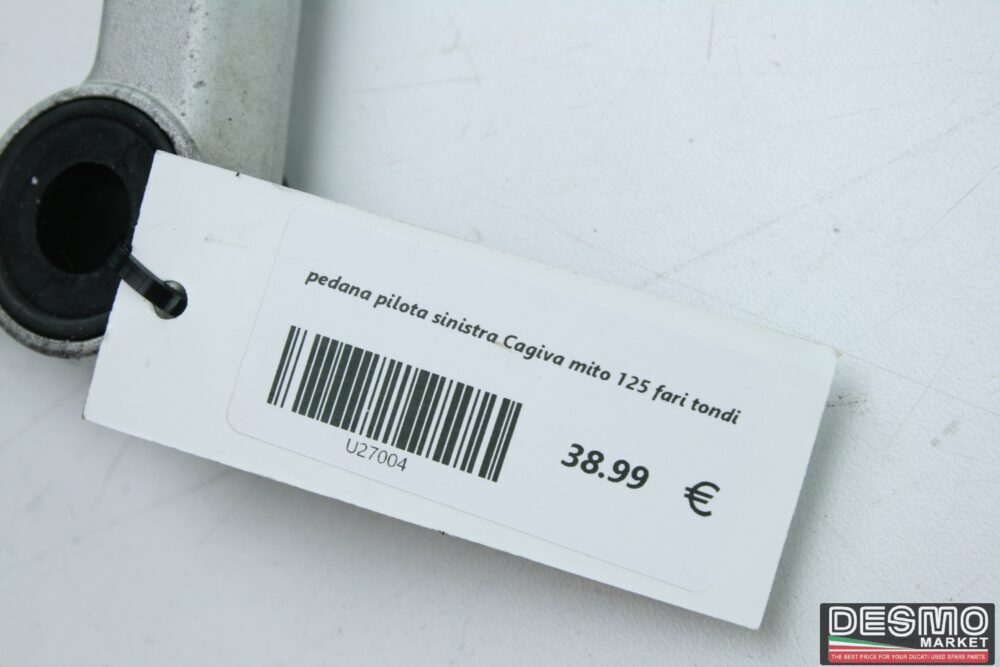 pedana pilota sinistra Cagiva mito 125 fari tondi
U27004
38.99 €
DESMO
MARKET
THE BEST PRICE FOR YOUR DUCATI USED SPARE PARTS